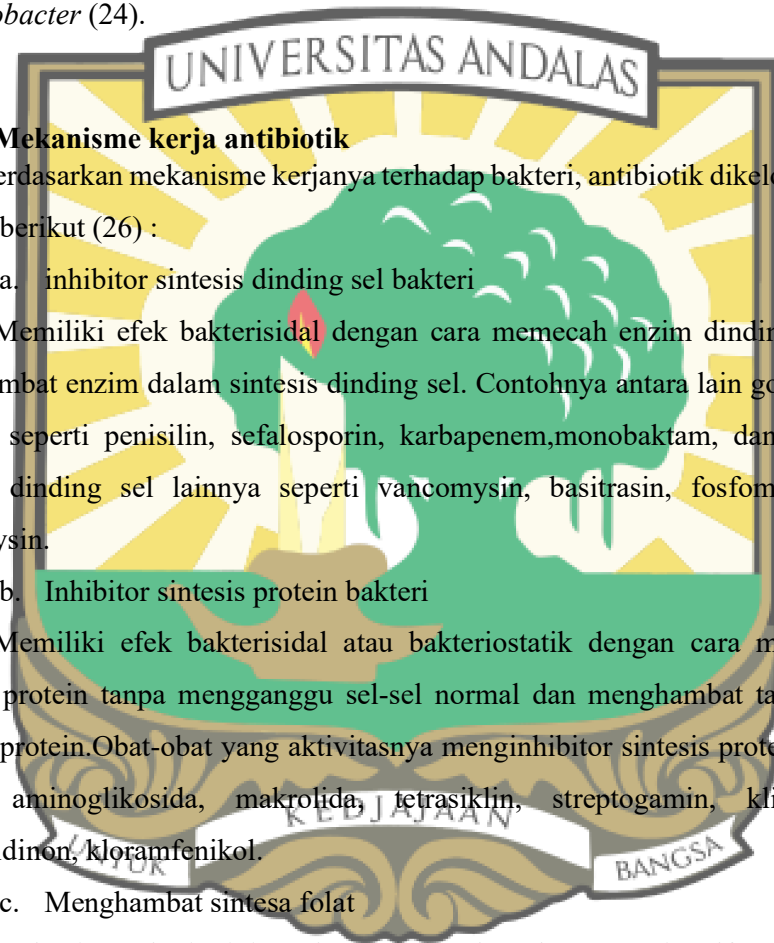 obacter (24).
UNIVERSITAS ANDALAS
Mekanisme kerja antibiotik
erdasarkan mekanisme kerjanya terhadap bakteri, antibiotik dikelo
berikut (26) :
a. inhibitor sintesis dinding sel bakteri
Memiliki efek bakterisidal dengan cara memecah enzim dindin
mbat enzim dalam sintesis dinding sel. Contohnya antara lain go
seperti penisilin, sefalosporin, karbapenem,monobaktam, dan
dinding sel lainnya seperti vancomysin, basitrasin, fosfom
ysin.
b. Inhibitor sintesis protein bakteri
Memiliki efek bakterisidal atau bakteriostatik dengan cara m
protein tanpa mengganggu sel-sel normal dan menghambat ta
protein.Obat-obat yang aktivitasnya menginhibitor sintesis prote
aminoglikosida, makrolida, tetrasiklin, streptogamin, kli
KEDJAJAAN
dinon, kloramfenikol.
UNTUK
BANGSA
c. Menghambat sintesa folat